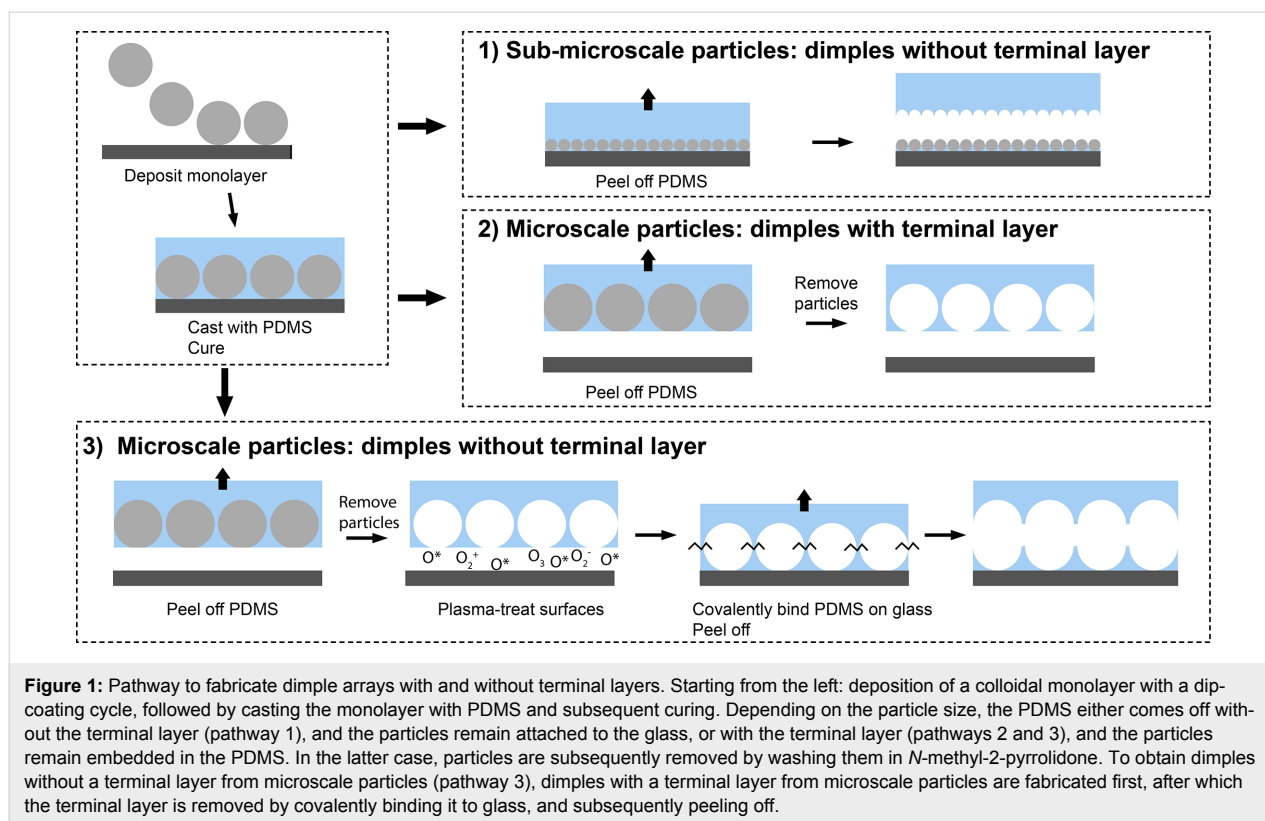 Deposit monolayer
Cast with PDMS
Cure
1) Sub-microscale particles: dimples without terminal layer
Peel off PDMS
2) Microscale particles: dimples with terminal layer
Remove
particles
Peel off PDMS
3) Microscale particles: dimples without terminal layer
Remove
particles
O* O₂⁺ O* O₃ O* O₂⁻ O*
Peel off PDMS
Plasma-treat surfaces
Covalently bind PDMS on glass
Peel off
Figure 1: Pathway to fabricate dimple arrays with and without terminal layers. Starting from the left: deposition of a colloidal monolayer with a dip-
coating cycle, followed by casting the monolayer with PDMS and subsequent curing. Depending on the particle size, the PDMS either comes off with-
out the terminal layer (pathway 1), and the particles remain attached to the glass, or with the terminal layer (pathways 2 and 3), and the particles
remain embedded in the PDMS. In the latter case, particles are subsequently removed by washing them in N-methyl-2-pyrrolidone. To obtain dimples
without a terminal layer from microscale particles (pathway 3), dimples with a terminal layer from microscale particles are fabricated first, after which
the terminal layer is removed by covalently binding it to glass, and subsequently peeling off.